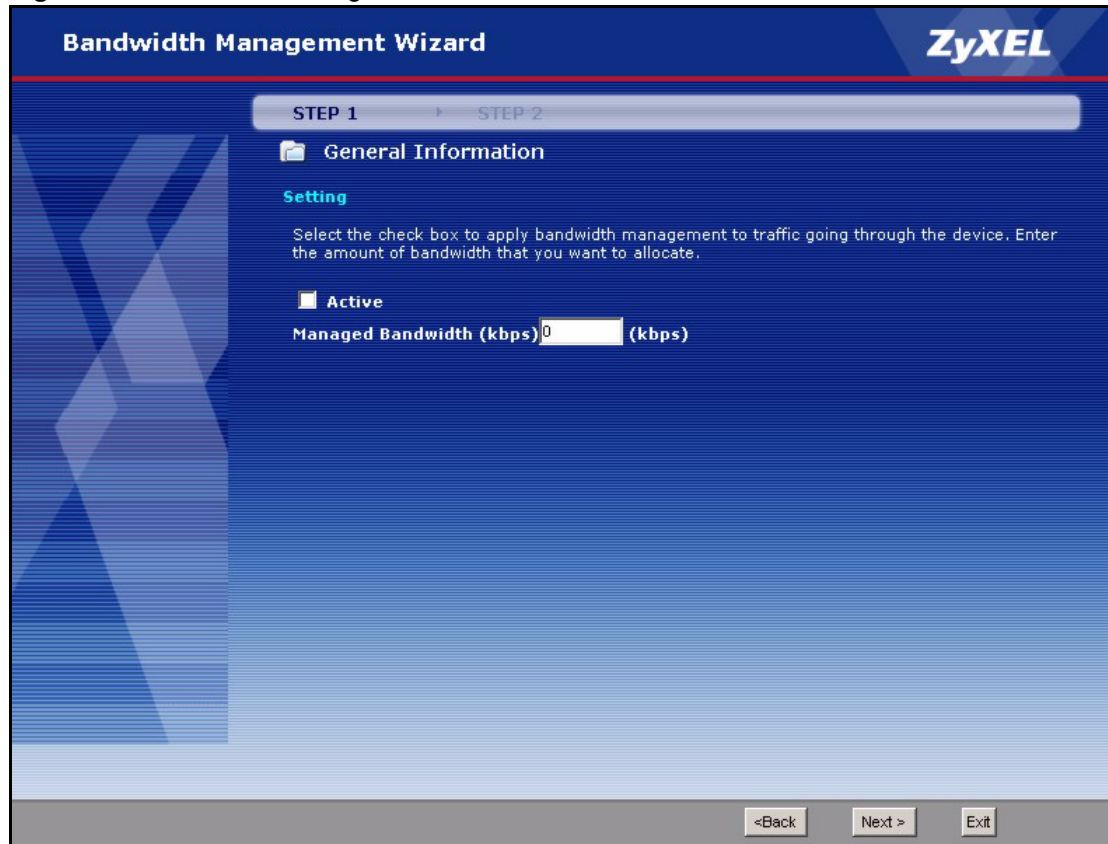 Bandwidth Management Wizard
ZyXEL
STEP 1
STEP 2
General Information
Setting
Select the check box to apply bandwidth management to traffic going through the device. Enter
the amount of bandwidth that you want to allocate.
Active
Managed Bandwidth (kbps) 0 (kbps)
<Back
Next >
Exit